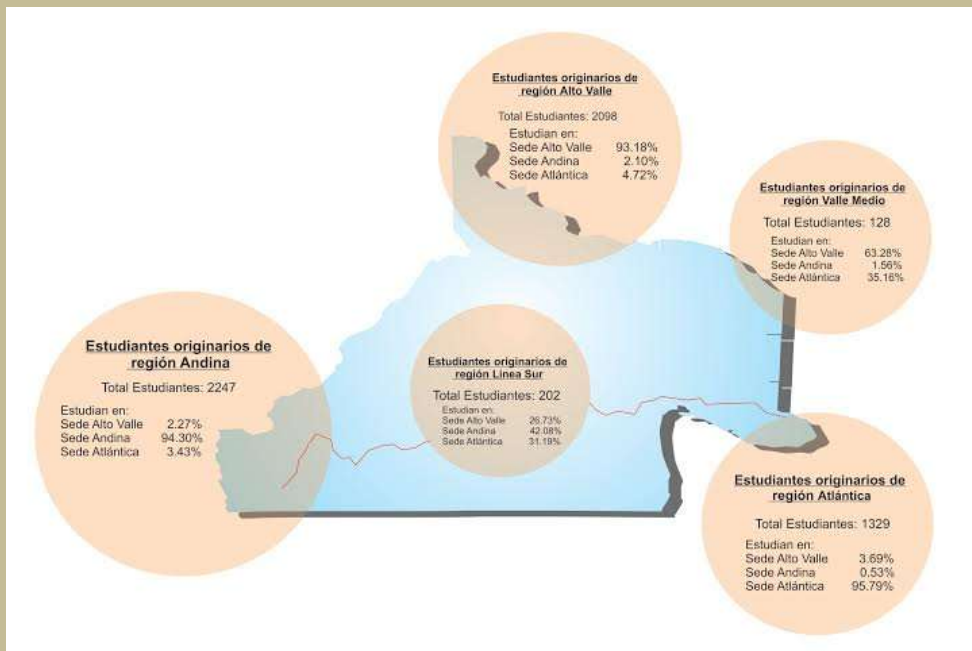 Estudiantes originarios de
región Alto Valle
Total Estudiantes: 2098
Estudian en:
Sede Alto Valle 93.18%
Sede Andina 2.10%
Sede Atlántica 4.72%
Estudiantes originarios de
región Valle Medio
Total Estudiantes: 128
Estudian en:
Sede Alto Valle 63.28%
Sede Andina 1.56%
Sede Atlántica 35.16%
Estudiantes originarios de
región Andina
Total Estudiantes: 2247
Estudian en:
Sede Alto Valle 2.27%
Sede Andina 94.30%
Sede Atlántica 3.43%
Estudiantes originarios de
región Linea Sur
Total Estudiantes: 202
Estudian en:
Sede Alto Valle 26.73%
Sede Andina 42.08%
Sede Atlántica 31.19%
Estudiantes originarios de
región Atlántica
Total Estudiantes: 1329
Estudian en:
Sede Alto Valle 3.69%
Sede Andina 0.53%
Sede Atlántica 95.79%